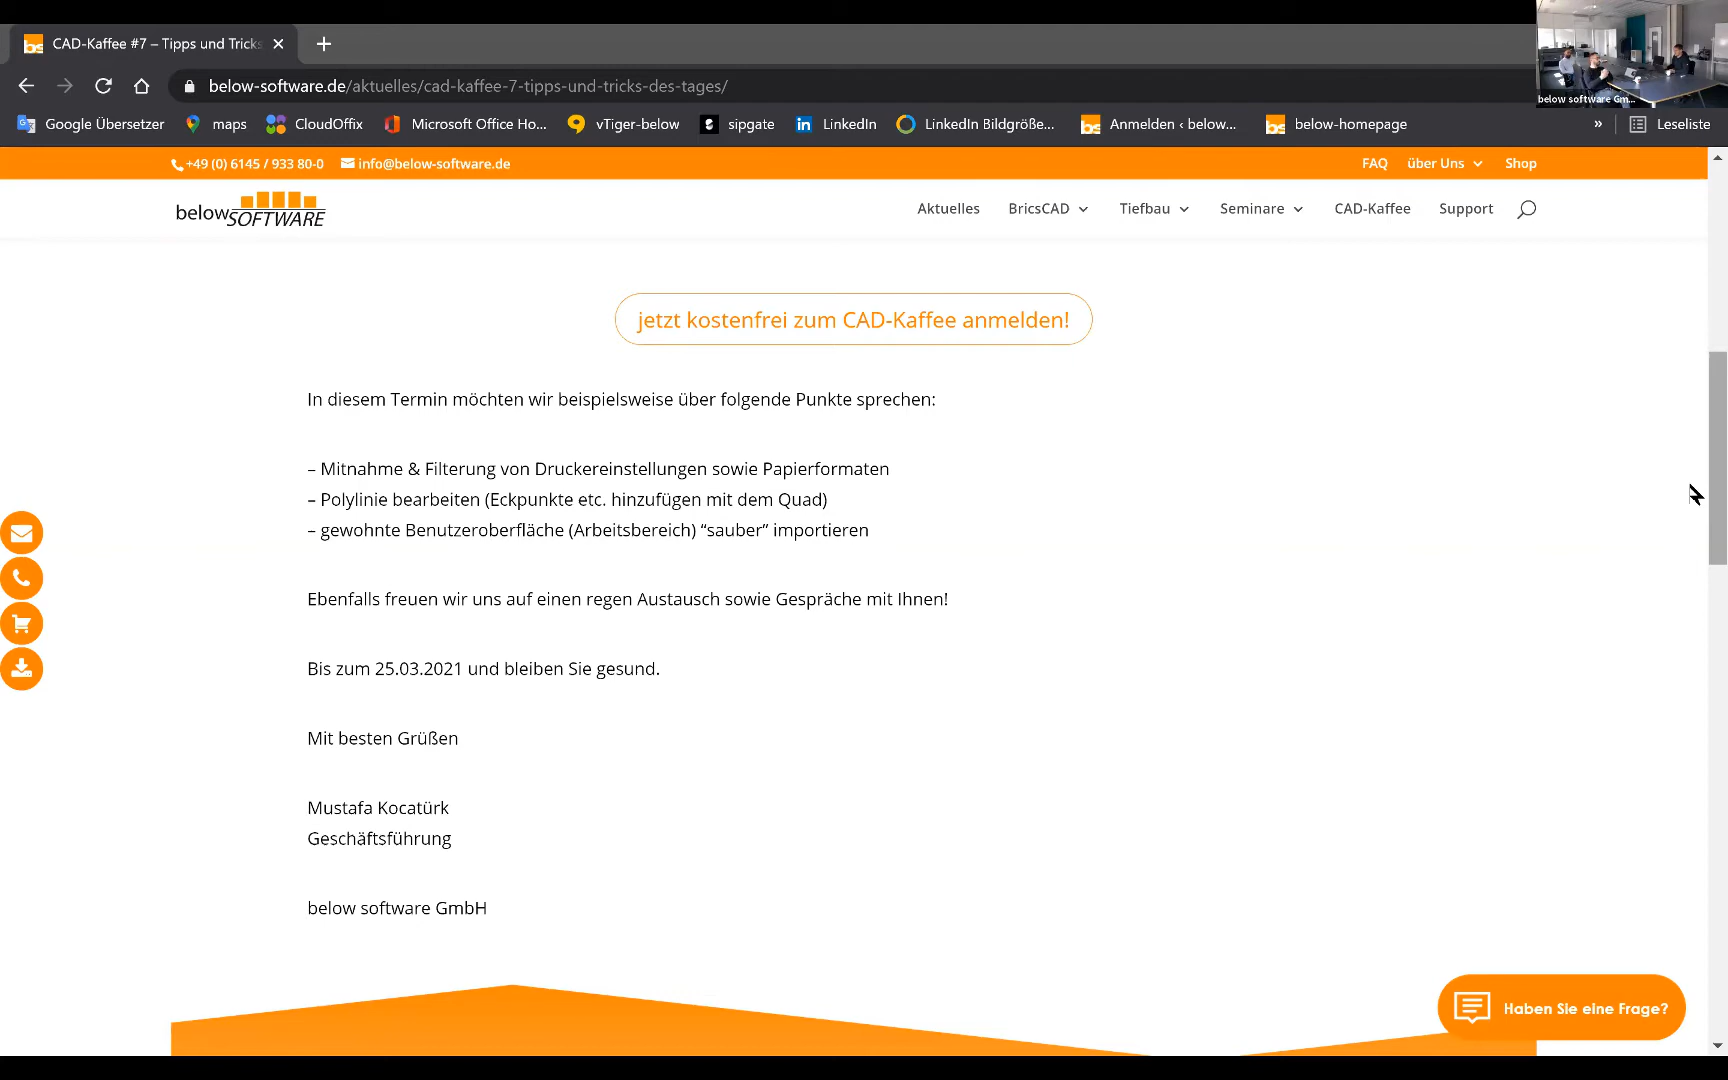 CAD-Kaffee #7 – Tipps und Tricks
below-software.de/aktuelles/cad-kaffee-7-tipps-und-tricks-des-tages/
below software Gm...
Google Übersetzer maps CloudOffix Microsoft Office Ho... vTiger-below sipgate LinkedIn LinkedIn Bildgröße... Anmelden ‹ below... below-homepage » Leseliste
+49 (0) 6145 / 933 80-0 info@below-software.de FAQ über Uns Shop
belowSOFTWARE Aktuelles BricsCAD Tiefbau Seminare CAD-Kaffee Support
jetzt kostenfrei zum CAD-Kaffee anmelden!
In diesem Termin möchten wir beispielsweise über folgende Punkte sprechen:
– Mitnahme & Filterung von Druckereinstellungen sowie Papierformaten
– Polylinie bearbeiten (Eckpunkte etc. hinzufügen mit dem Quad)
– gewohnte Benutzeroberfläche (Arbeitsbereich) “sauber” importieren
Ebenfalls freuen wir uns auf einen regen Austausch sowie Gespräche mit Ihnen!
Bis zum 25.03.2021 und bleiben Sie gesund.
Mit besten Grüßen
Mustafa Kocatürk
Geschäftsführung
below software GmbH
Haben Sie eine Frage?